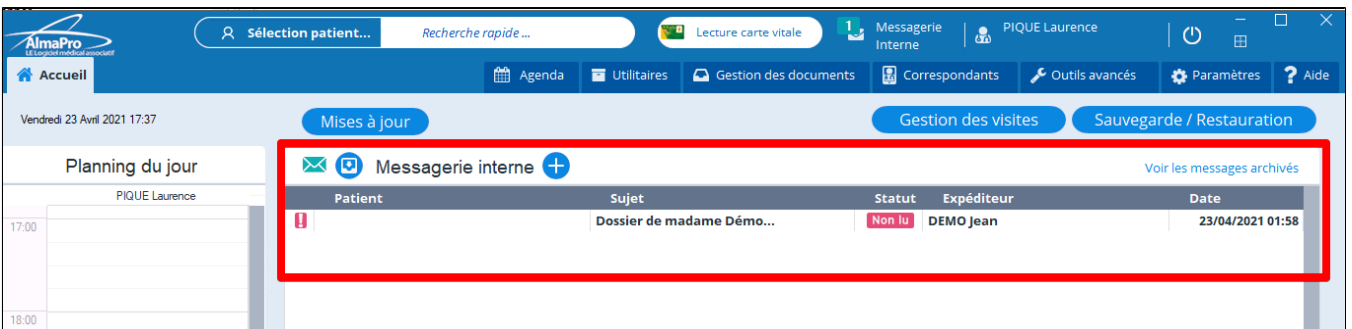 AlmaPro
LE Logiciel médical associatif
Sélection patient...
Recherche rapide ...
Lecture carte vitale
1
Messagerie
Interne
PIQUE Laurence
Accueil
Agenda
Utilitaires
Gestion des documents
Correspondants
Outils avancés
Paramètres
? Aide
Vendredi 23 Avril 2021 17:37
Mises à jour
Gestion des visites
Sauvegarde / Restauration
Planning du jour
Messagerie interne
Voir les messages archivés
PIQUE Laurence
Patient Sujet Statut Expéditeur Date
17:00
Dossier de madame Démo... Non lu DEMO Jean 23/04/2021 01:58
18:00